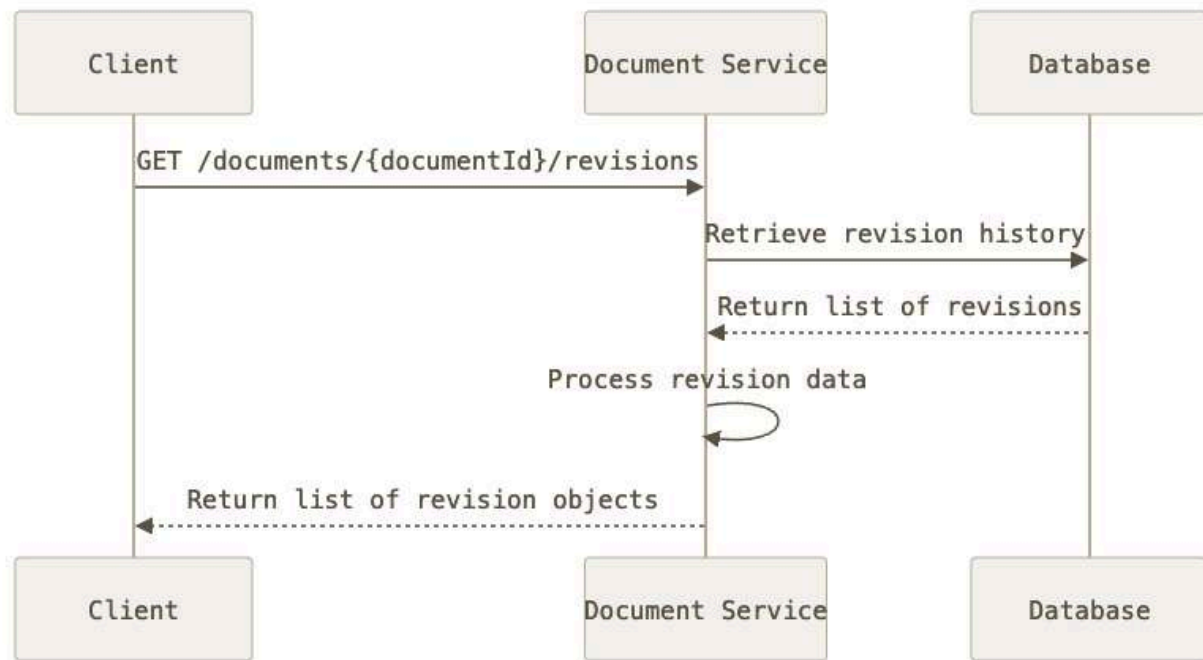 Client
Document Service
Database
GET /documents/{documentId}/revisions
Retrieve revision history
Return list of revisions
Process revision data
Return list of revision objects
Client
Document Service
Database